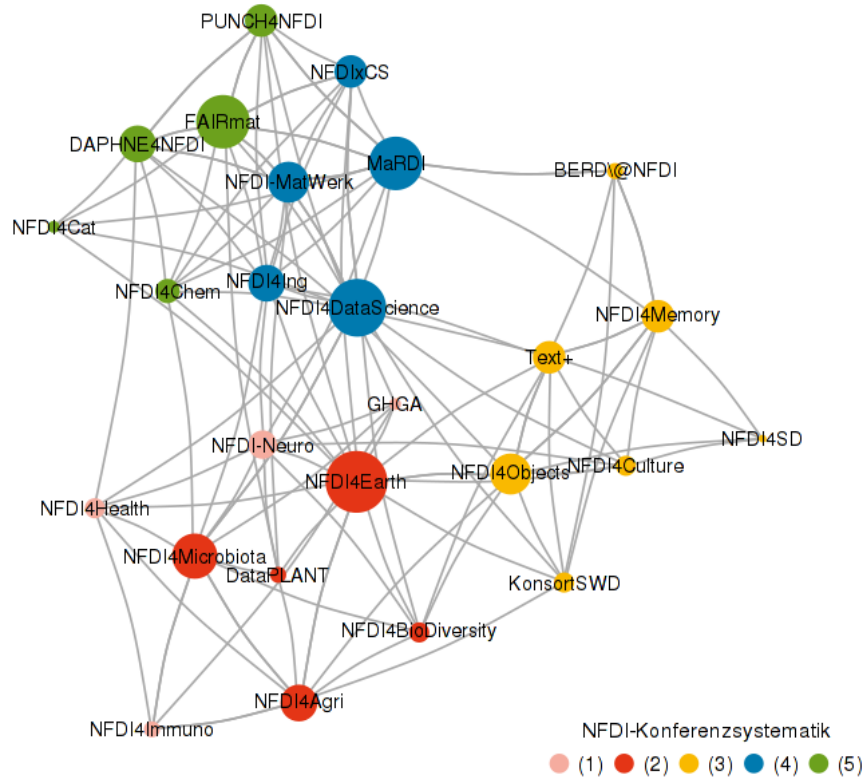 PUNCH4NFDI
NFDIxCS
FAIRmat
DAPHNE4NFDI
MaRDI
BERD\@NFDI
NFDI-MatWerk
NFDI4Cat
NFDI4Ing
NFDI4Chem
NFDI4DataScience
NFDI4Memory
Text+
GHGA
NFDI-Neuro
NFDI4SD
NFDI4Culture
NFDI4Objects
NFDI4Earth
NFDI4Health
NFDI4Microbiota
DataPLANT
KonsortSWD
NFDI4BioDiversity
NFDI4Agri
NFDI4Immuno
NFDI-Konferenzsystematik
(1) (2) (3) (4) (5)